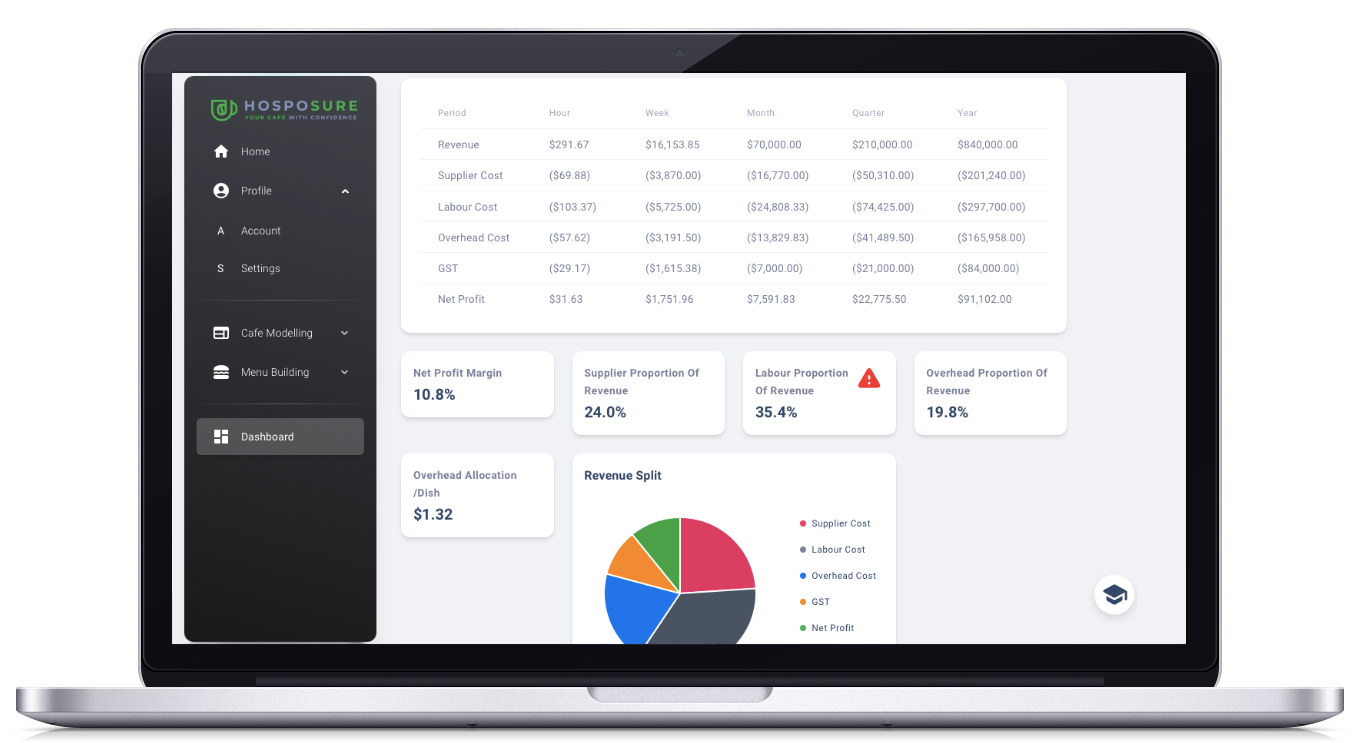 HOSPOSURE
YOUR CAFE WITH CONFIDENCE
Home
Profile
A Account
S Settings
Cafe Modelling
Menu Building
Dashboard
Period Hour Week Month Quarter Year
Revenue $291.67 $16,153.85 $70,000.00 $210,000.00 $840,000.00
Supplier Cost ($69.88) ($3,870.00) ($16,770.00) ($50,310.00) ($201,240.00)
Labour Cost ($103.37) ($5,725.00) ($24,808.33) ($74,425.00) ($297,700.00)
Overhead Cost ($57.62) ($3,191.50) ($13,829.83) ($41,489.50) ($165,958.00)
GST ($29.17) ($1,615.38) ($7,000.00) ($21,000.00) ($84,000.00)
Net Profit $31.63 $1,751.96 $7,591.83 $22,775.50 $91,102.00
Net Profit Margin
10.8%
Supplier Proportion Of
Revenue
24.0%
Labour Proportion
Of Revenue
35.4%
Overhead Proportion Of
Revenue
19.8%
Overhead Allocation
/Dish
$1.32
Revenue Split
Supplier Cost
Labour Cost
Overhead Cost
GST
Net Profit